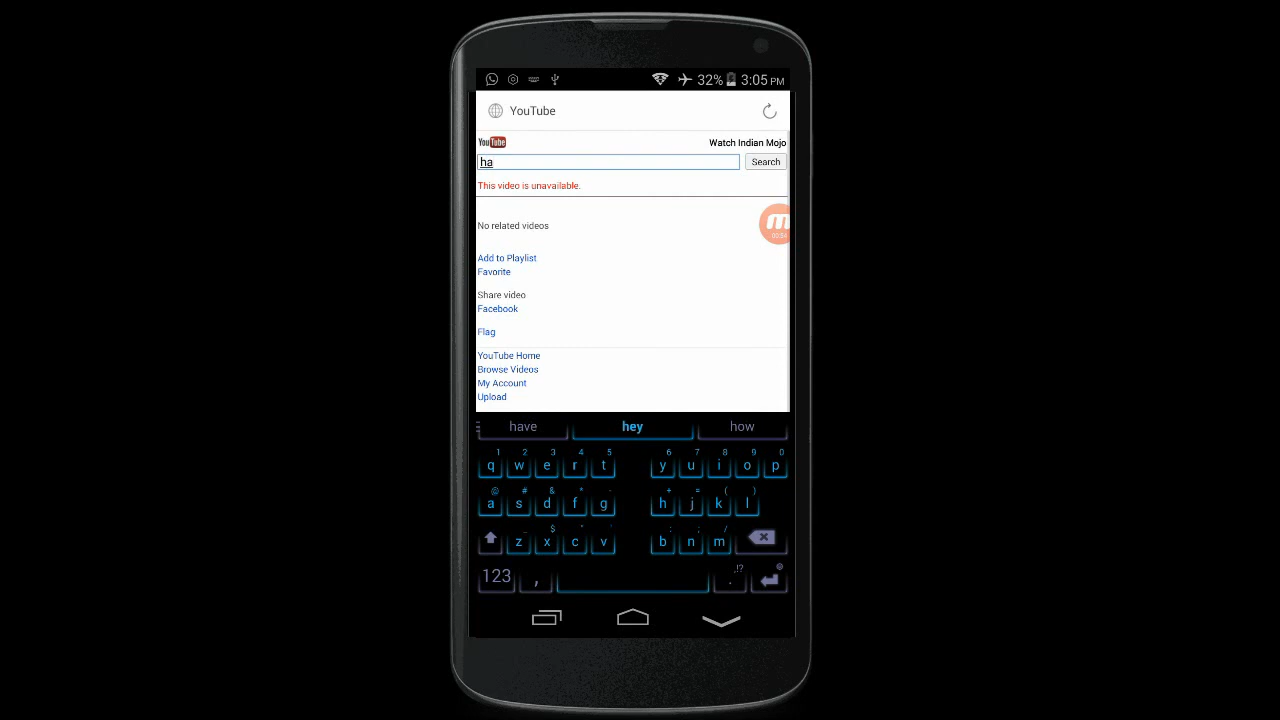 32% 3:05 PM
YouTube
YouTube Watch Indian Mojo
ha Search
This video is unavailable.
No related videos
Add to Playlist
Favorite
Share video
Facebook
Flag
YouTube Home
Browse Videos
My Account
Upload
have hey how
1 2 3 4 5 6 7 8 9 0
q w e r t y u i o p
@ # & * - + = ( )
a s d f g h j k l
_ $ " ' : ; /
z x c v b n m
,!?
123 , .